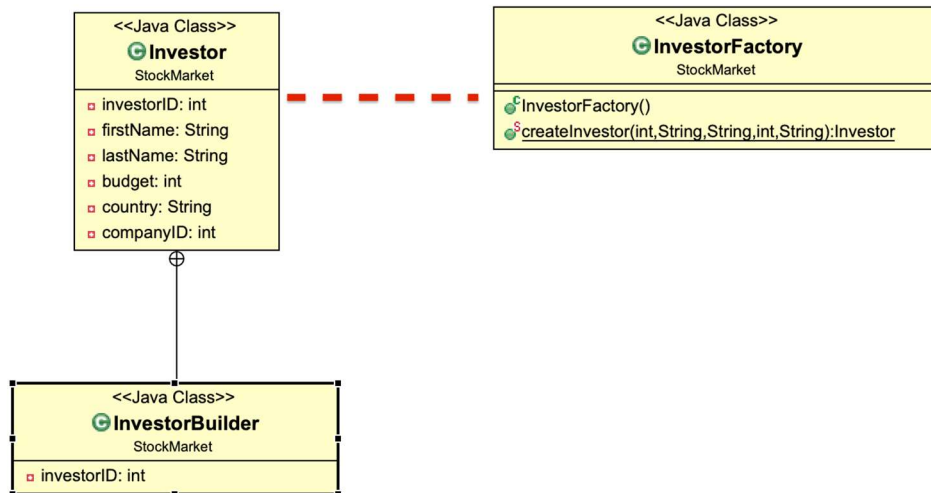 <<Java Class>>
Investor
StockMarket
investorID: int
firstName: String
lastName: String
budget: int
country: String
companyID: int
<<Java Class>>
InvestorFactory
StockMarket
InvestorFactory()
createInvestor(int,String,String,int,String):Investor
<<Java Class>>
InvestorBuilder
StockMarket
investorID: int